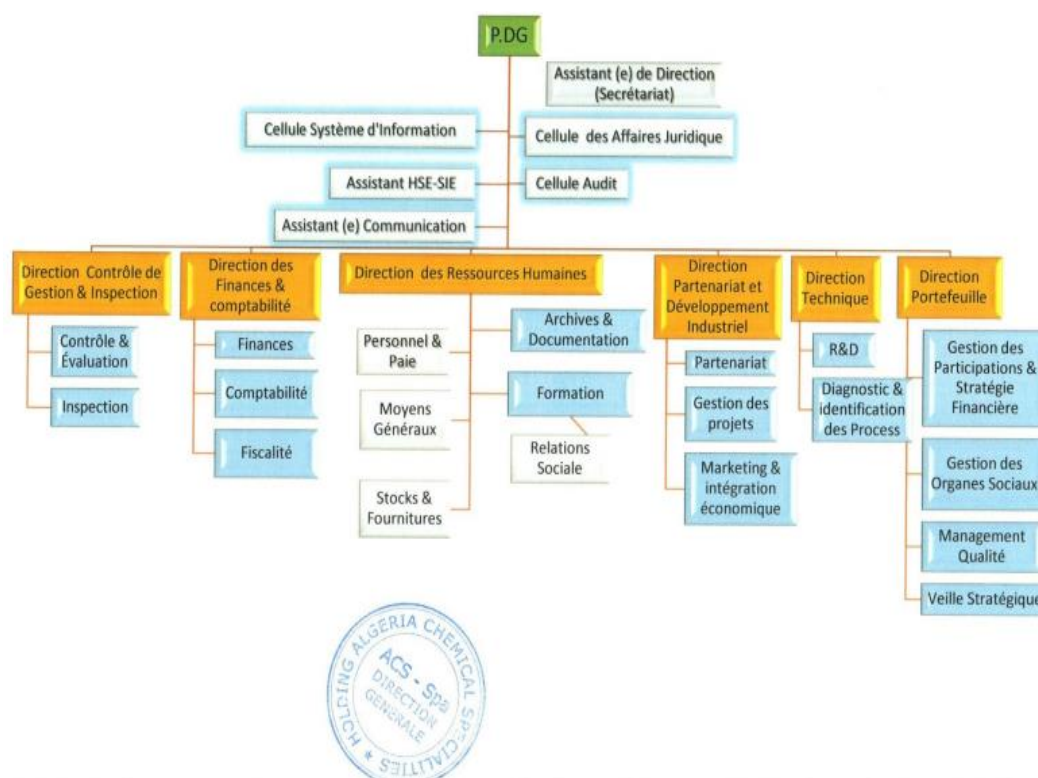 P.DG
Assistant (e) de Direction
(Secrétariat)
Cellule Système d'Information
Cellule des Affaires Juridique
Assistant HSE-SIE
Cellule Audit
Assistant (e) Communication
Direction Contrôle de
Gestion & Inspection
Contrôle &
Évaluation
Inspection
Direction des
Finances &
comptabilité
Finances
Comptabilité
Fiscalité
Direction des Ressources Humaines
Personnel &
Paie
Moyens
Généraux
Stocks &
Fournitures
Archives &
Documentation
Formation
Relations
Sociale
Direction
Partenariat et
Développement
Industriel
Partenariat
Gestion des
projets
Marketing &
intégration
économique
Direction
Technique
R&D
Diagnostic &
identification
des Process
Direction
Portefeuille
Gestion des
Participations &
Stratégie
Financière
Gestion des
Organes Sociaux
Management
Qualité
Veille Stratégique
HOLDING ALGERIA CHEMICAL SPECIALITIES
ACS - Spa
DIRECTION
GENERALE